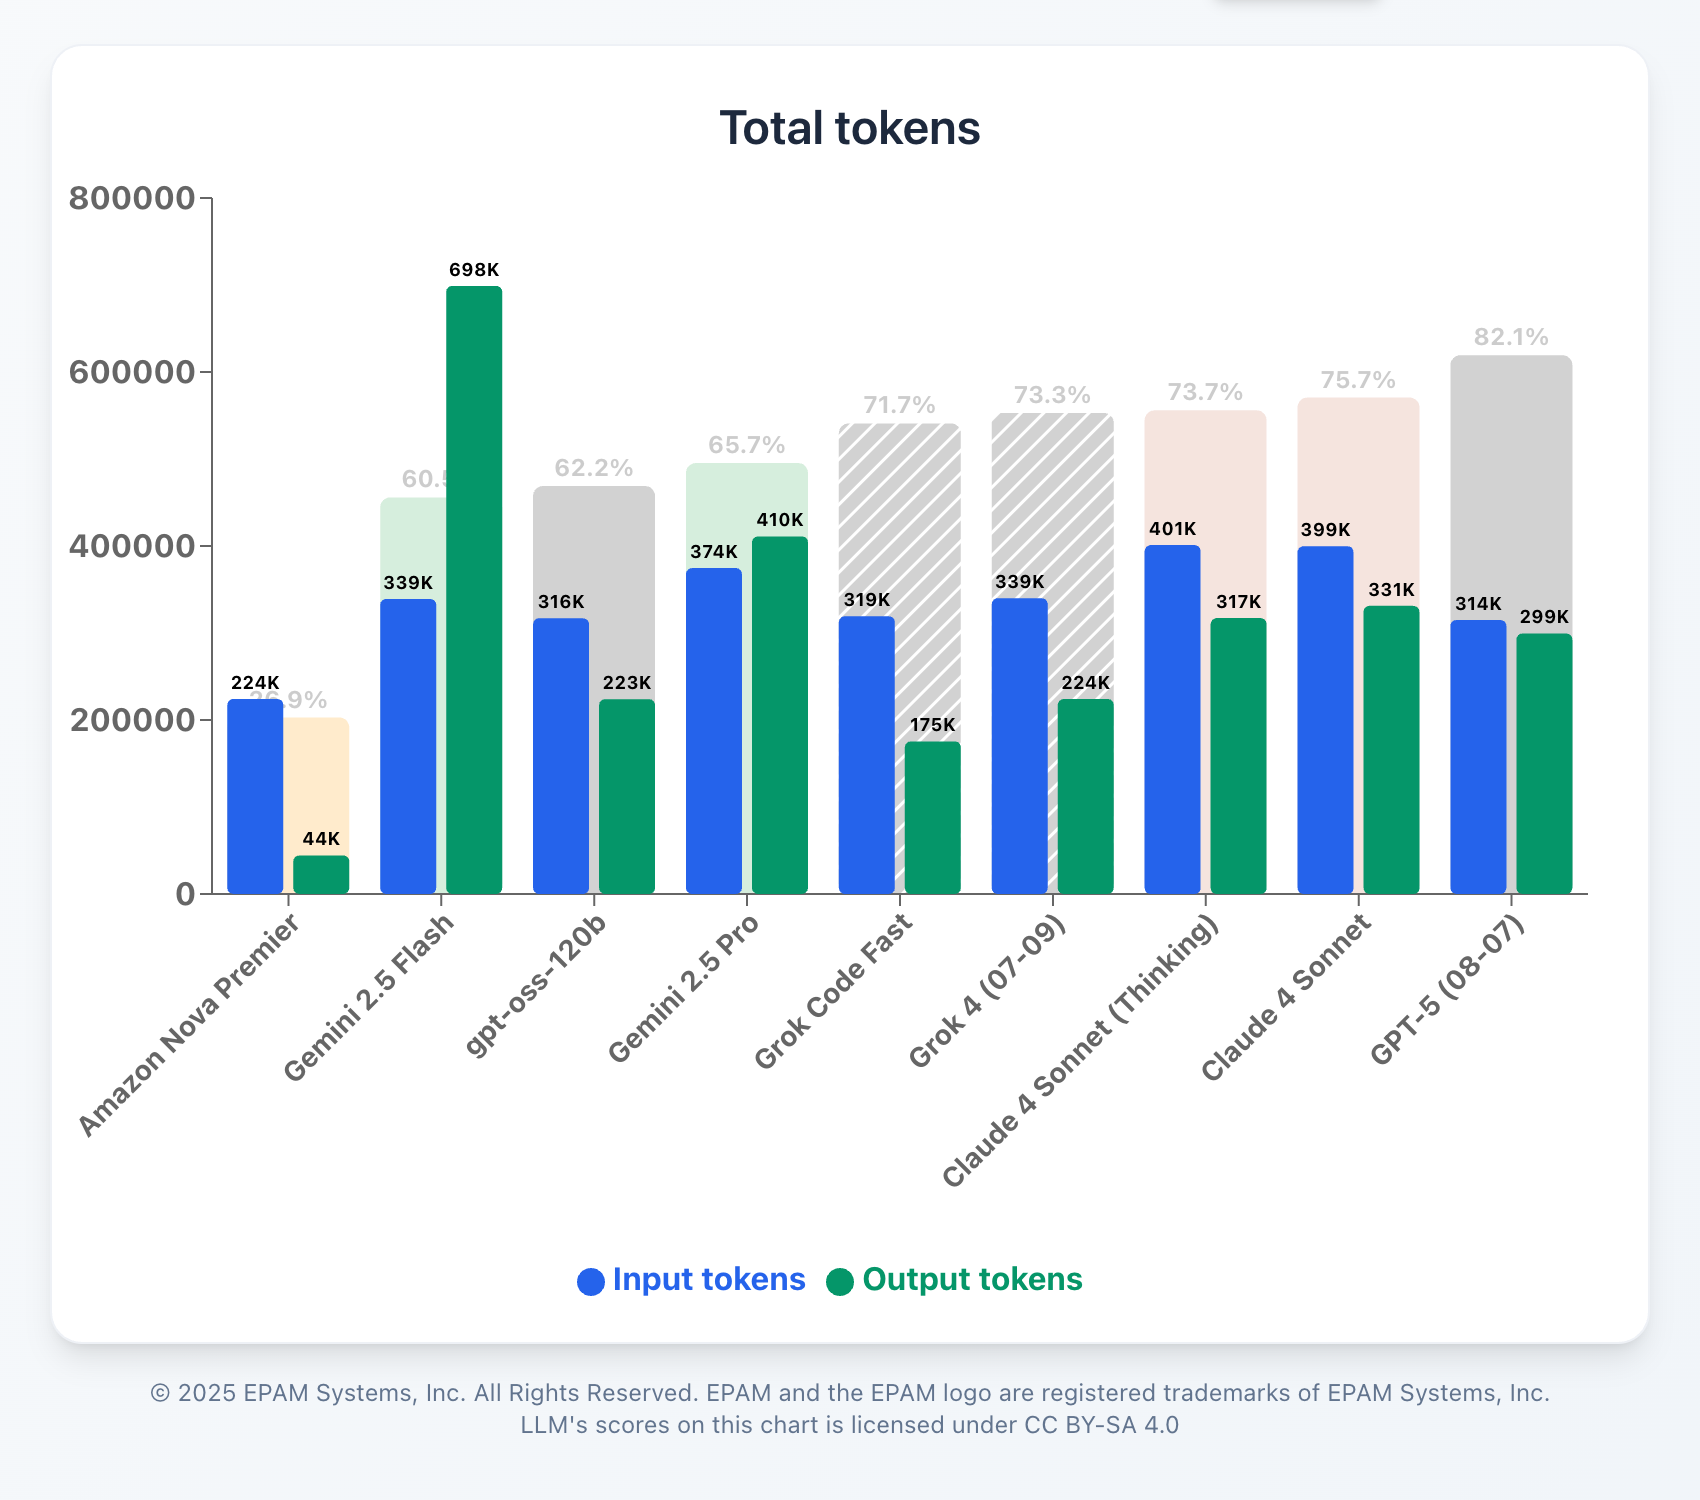 Total tokens
800000
600000
400000
200000
0
224K
44K
339K
698K
62.2%
316K
223K
65.7%
374K
410K
71.7%
319K
175K
73.3%
339K
224K
73.7%
401K
317K
75.7%
399K
331K
82.1%
314K
299K
Amazon Nova Premier
Gemini 2.5 Flash
gpt-oss-120b
Gemini 2.5 Pro
Grok Code Fast
Grok 4 (07-09)
Claude 4 Sonnet (Thinking)
Claude 4 Sonnet
GPT-5 (08-07)
Input tokens
Output tokens
© 2025 EPAM Systems, Inc. All Rights Reserved. EPAM and the EPAM logo are registered trademarks of EPAM Systems, Inc.
LLM's scores on this chart is licensed under CC BY-SA 4.0